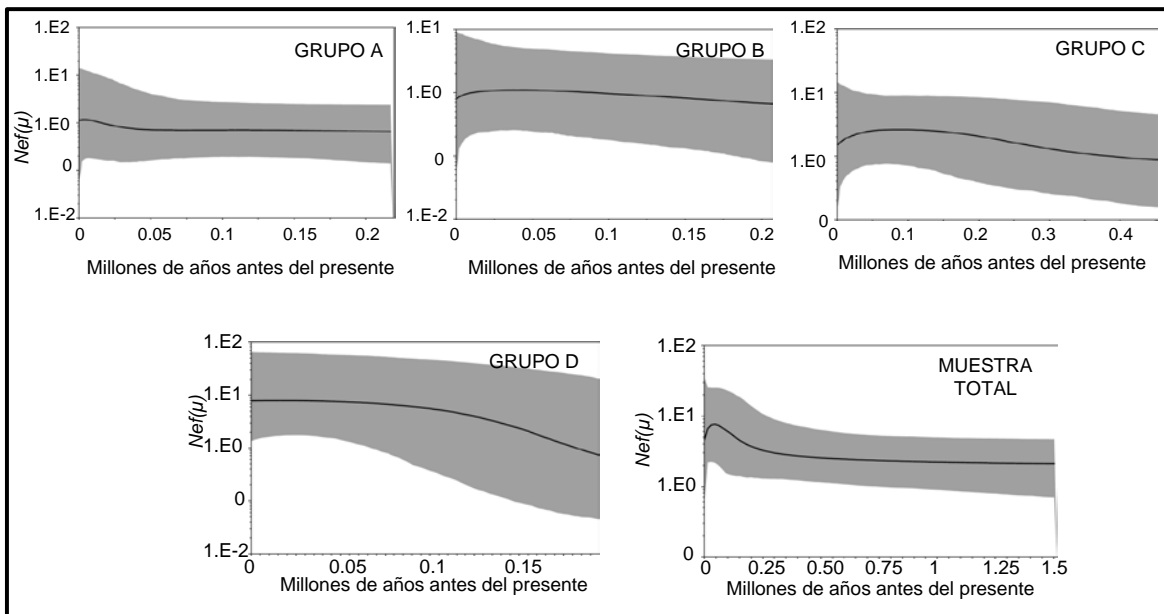 GRUPO A
Nef(µ)
1.E2
1.E1
1.E0
0
1.E-2
0 0.05 0.1 0.15 0.2
Millones de años antes del presente
GRUPO B
1.E1
1.E0
0
1.E-2
0 0.05 0.1 0.15 0.2
Millones de años antes del presente
GRUPO C
1.E2
1.E1
1.E0
0
0 0.1 0.2 0.3 0.4
Millones de años antes del presente
GRUPO D
Nef(µ)
1.E2
1.E1
1.E0
0
1.E-2
0 0.05 0.1 0.15
Millones de años antes del presente
MUESTRA
TOTAL
Nef(µ)
1.E2
1.E1
1.E0
0
0 0.25 0.50 0.75 1 1.25 1.5
Millones de años antes del presente